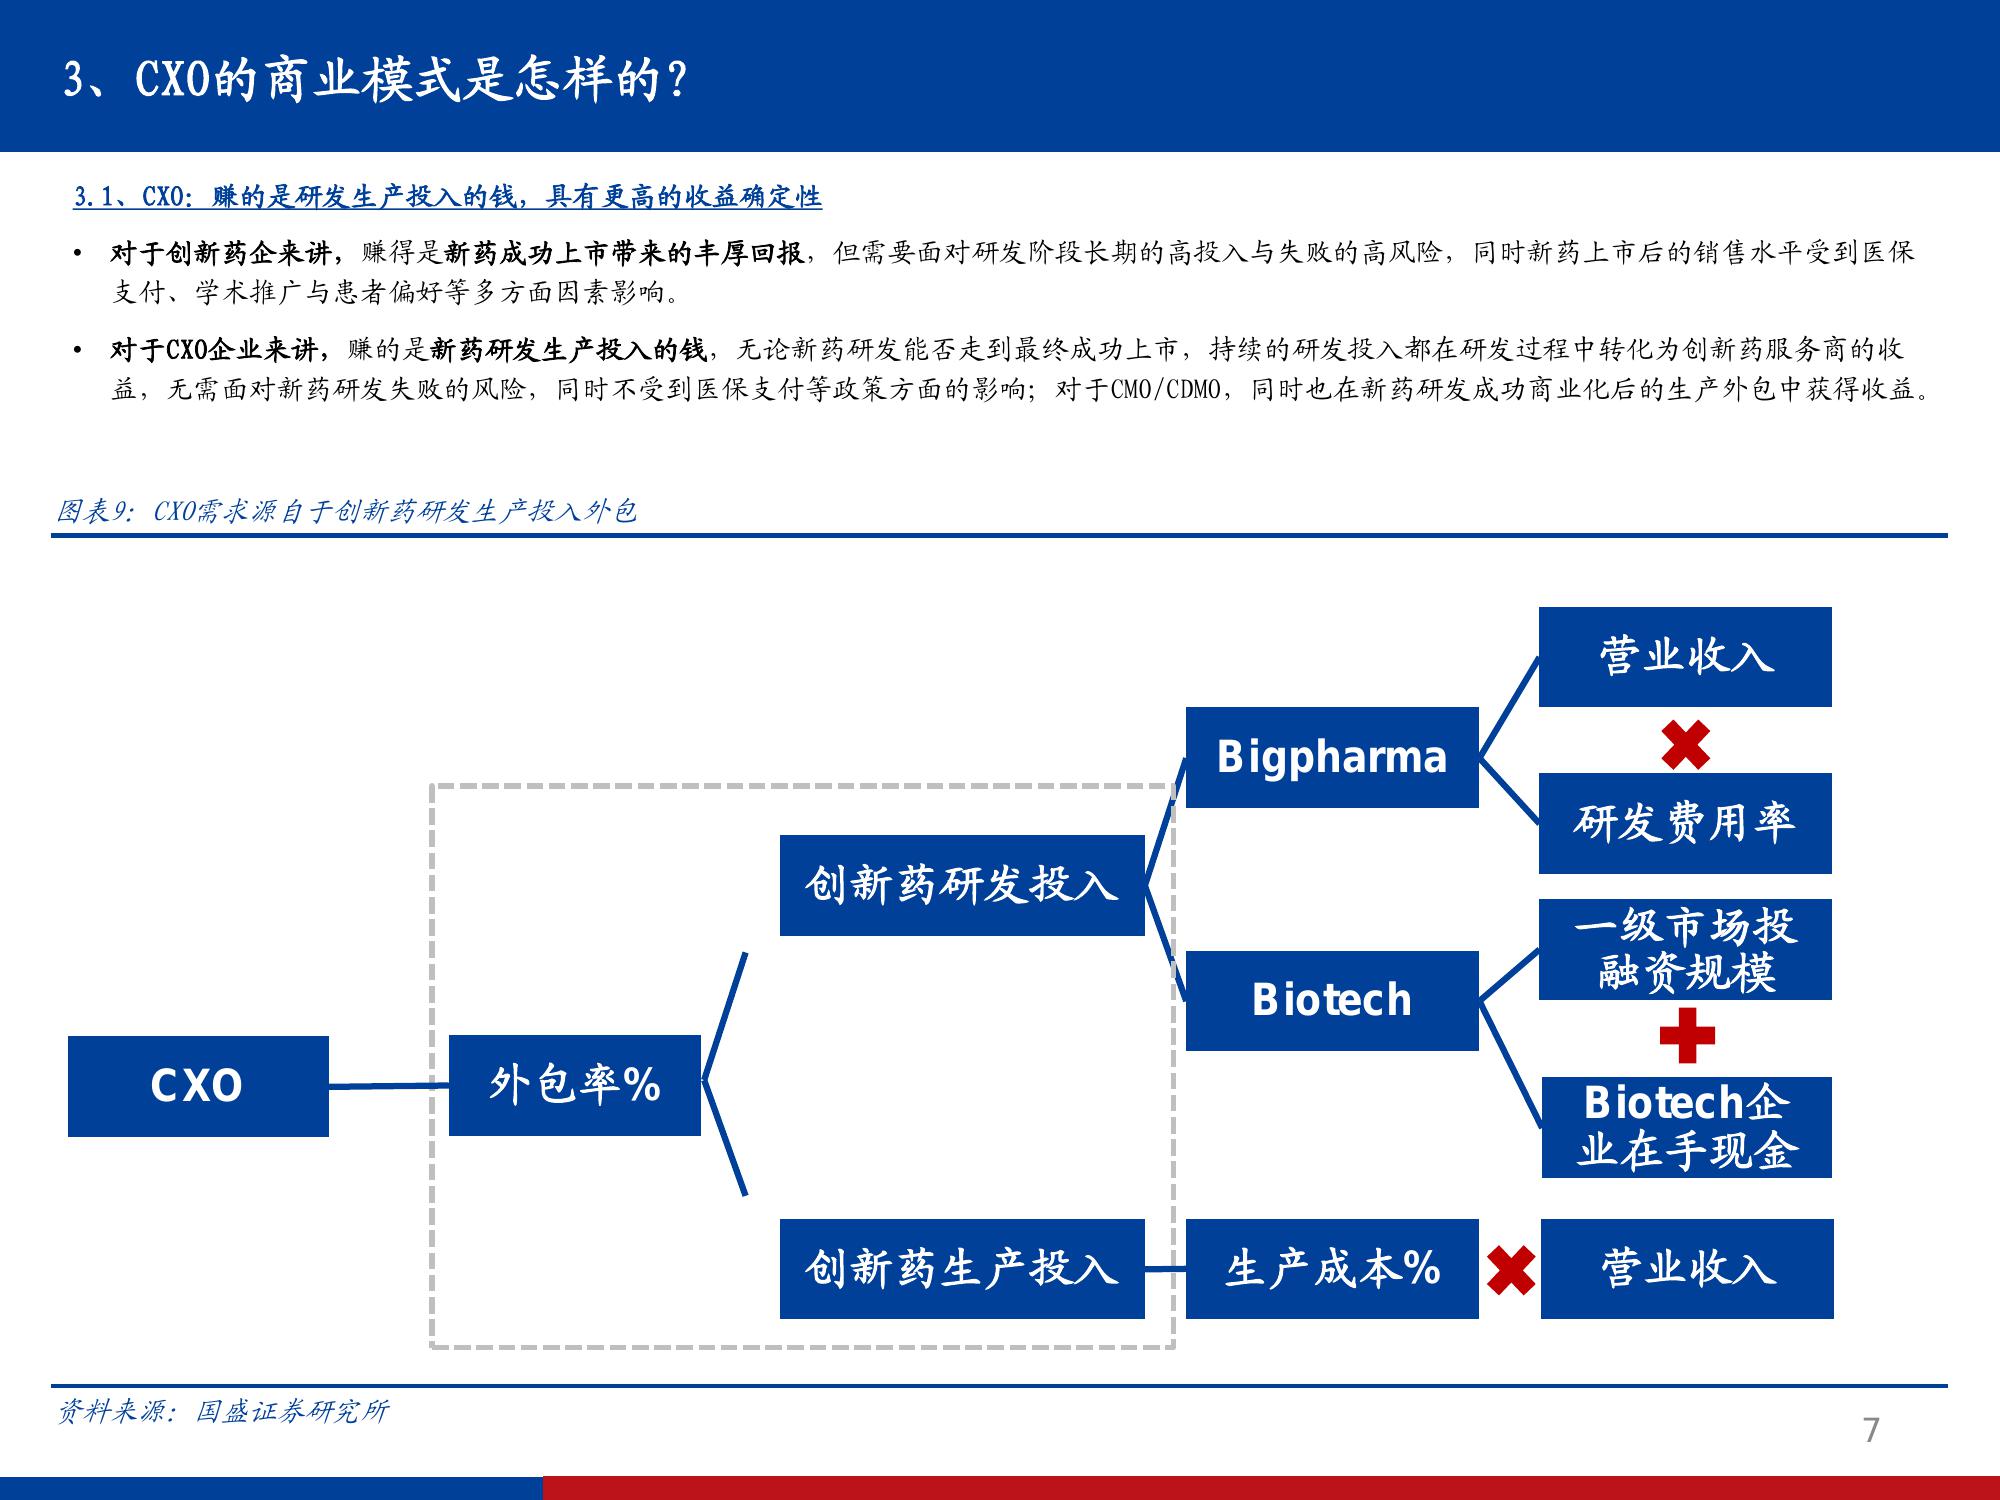 3、CXO的商业模式是怎样的？
3.1、CXO：赚的是研发生产投入的钱，具有更高的收益确定性
• 对于创新药企来讲，赚得是新药成功上市带来的丰厚回报，但需要面对研发阶段长期的高投入与失败的高风险，同时新药上市后的销售水平受到医保
支付、学术推广与患者偏好等多方面因素影响。
• 对于CXO企业来讲，赚的是新药研发生产投入的钱，无论新药研发能否走到最终成功上市，持续的研发投入都在研发过程中转化为创新药服务商的收
益，无需面对新药研发失败的风险，同时不受到医保支付等政策方面的影响；对于CMO/CDMO，同时也在新药研发成功商业化后的生产外包中获得收益。
图表9：CXO需求源自于创新药研发生产投入外包
营业收入
Bigpharma
研发费用率
创新药研发投入
一级市场投
融资规模
Biotech
CXO
外包率%
Biotech企
业在手现金
创新药生产投入
生产成本%
营业收入
资料来源：国盛证券研究所
7